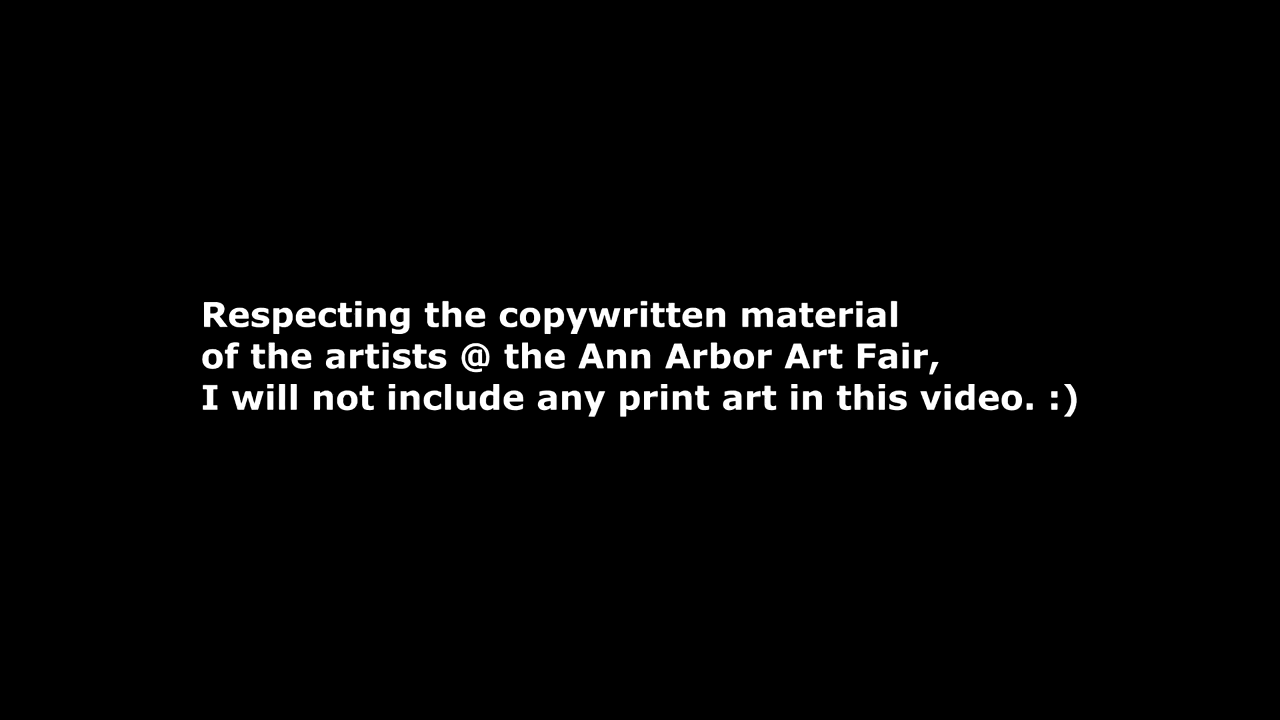 Respecting the copywritten material
of the artists @ the Ann Arbor Art Fair,
I will not include any print art in this video. :)